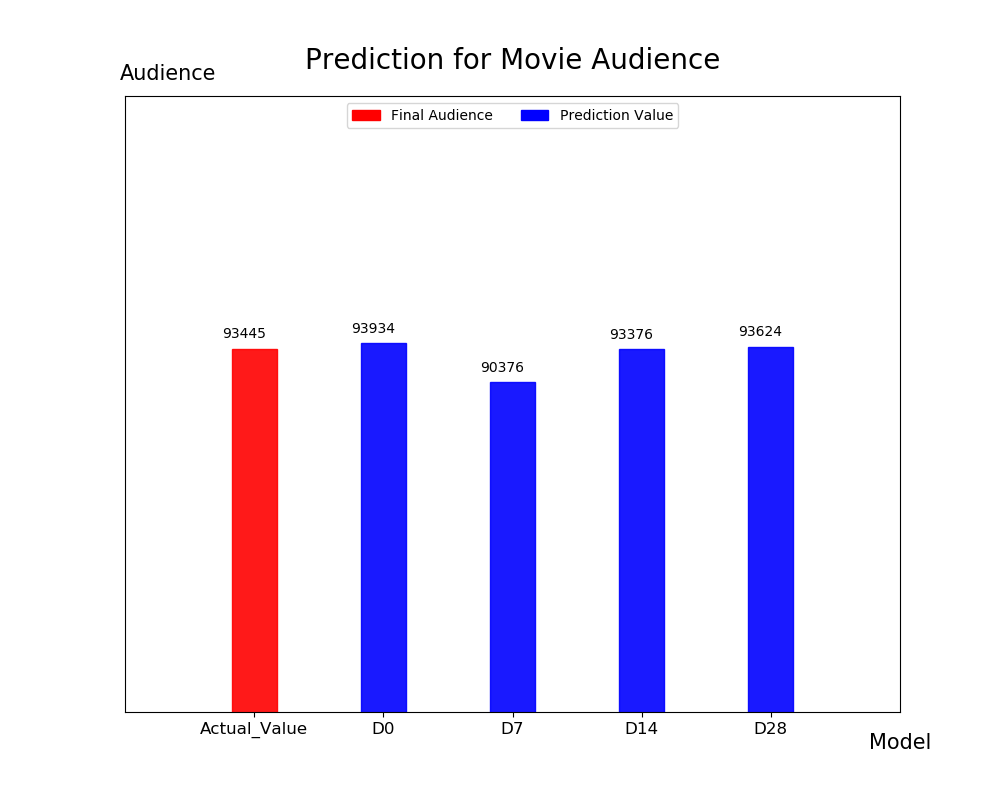 Prediction for Movie Audience
Audience
Final Audience Prediction Value
93445 93934 90376 93376 93624
Actual_Value D0 D7 D14 D28
Model